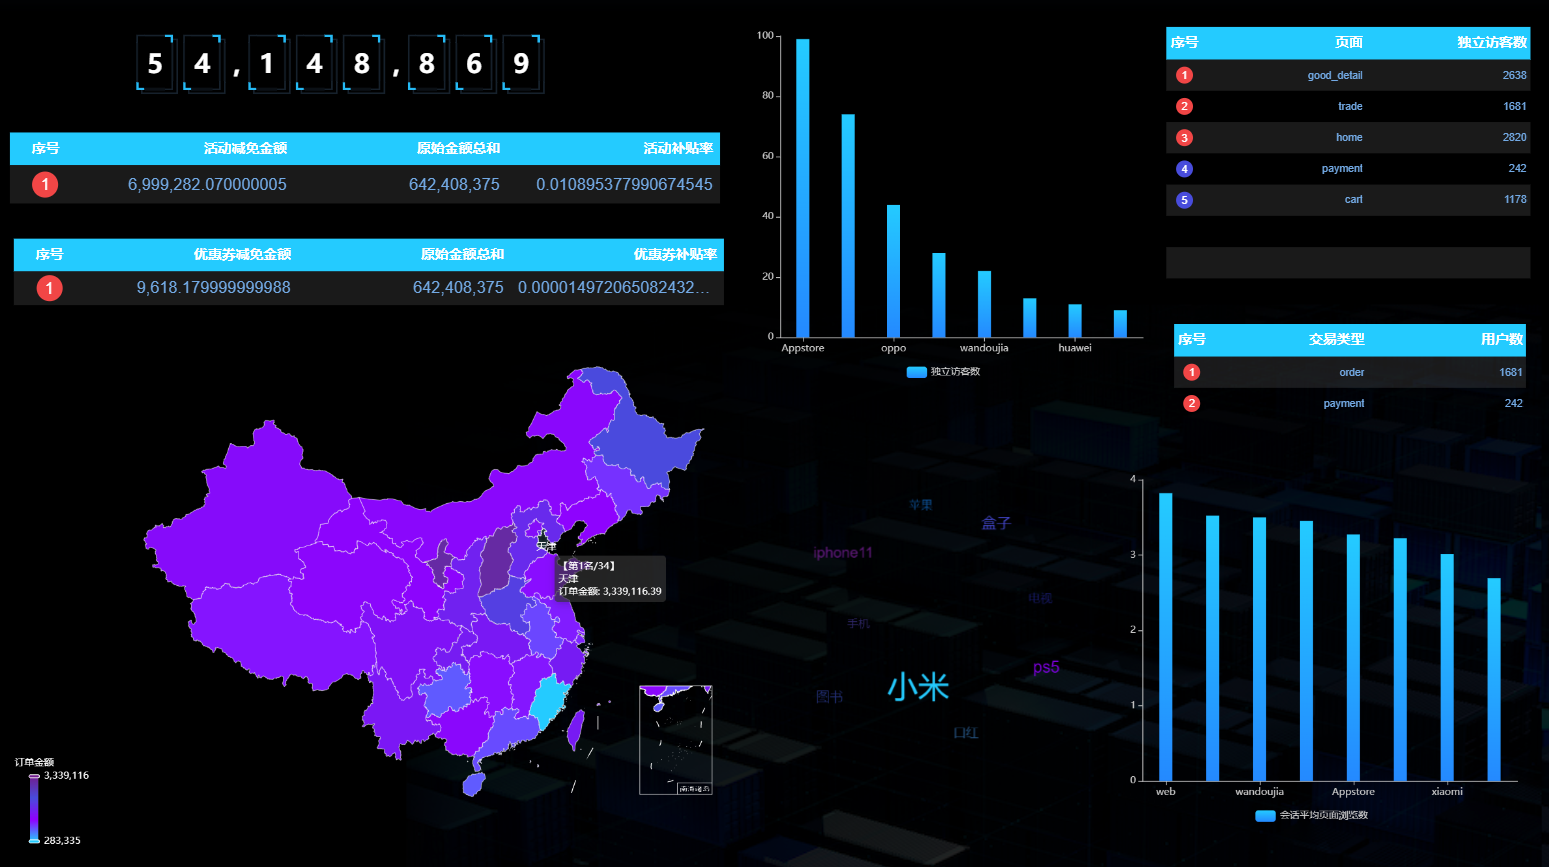 54,148,869
序号 活动减免金额 原始金额总和 活动补贴率
1 6,999,282.070000005 642,408,375 0.010895377990674545
序号 优惠券减免金额 原始金额总和 优惠券补贴率
1 9,618.179999999988 642,408,375 0.000014972065082432...
天津
【第1名/34】
天津
订单金额: 3,339,116.39
南海诸岛
订单金额
3,339,116
283,335
100
80
60
40
20
0
Appstore oppo wandoujia huawei
独立访客数
苹果
盒子
iphone11
电视
手机
ps5
小米
图书
口红
序号 页面 独立访客数
1 good_detail 2638
2 trade 1681
3 home 2820
4 payment 242
5 cart 1178
序号 交易类型 用户数
1 order 1681
2 payment 242
4
3
2
1
0
web wandoujia Appstore xiaomi
会话平均页面浏览数